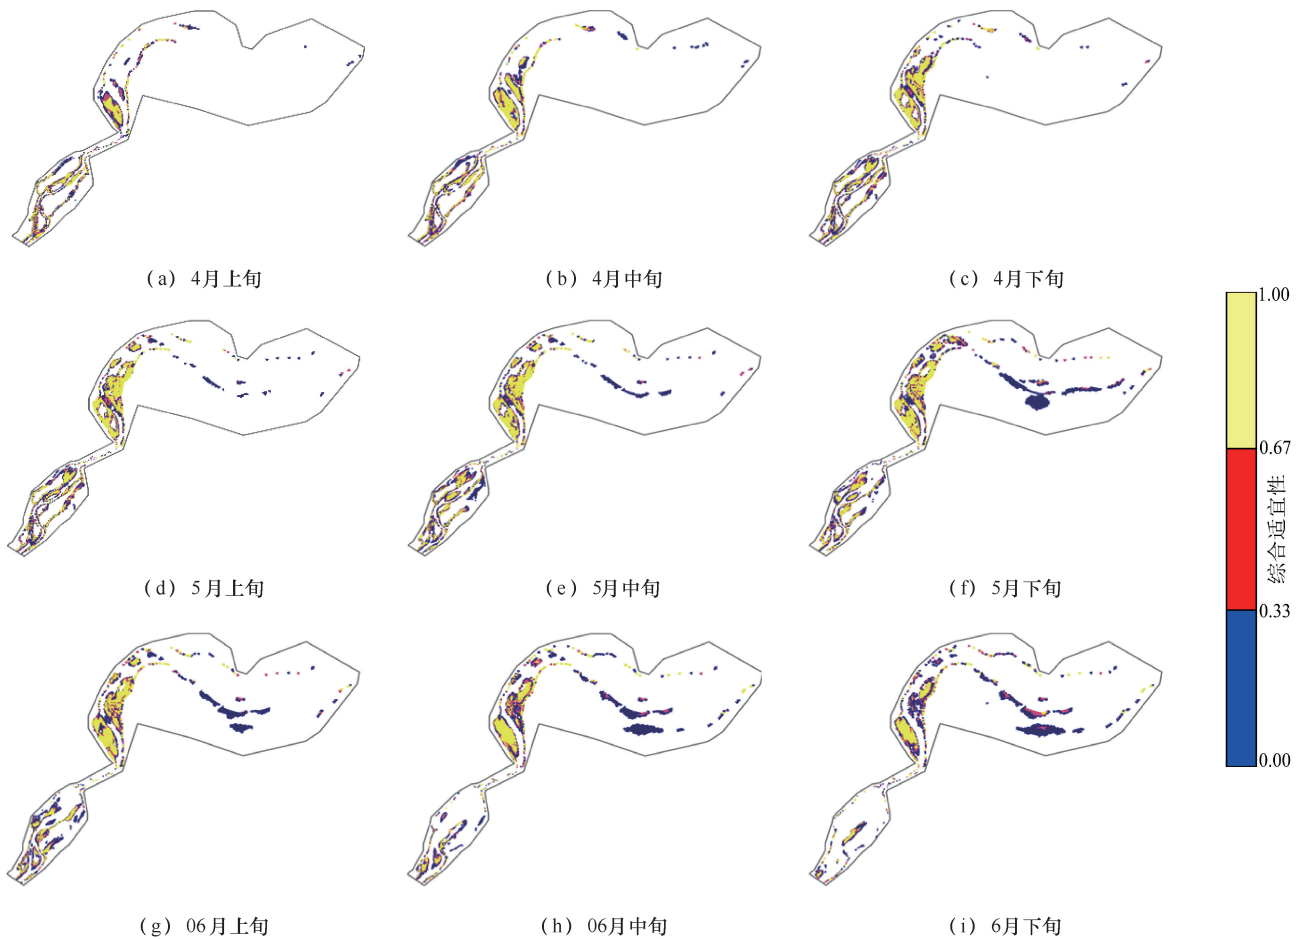 (a) 4月上旬
(b) 4月中旬
(c) 4月下旬
1.00
0.67
综合适宜性
0.33
0.00
(d) 5月上旬
(e) 5月中旬
(f) 5月下旬
(g) 06月上旬
(h) 06月中旬
(i) 6月下旬